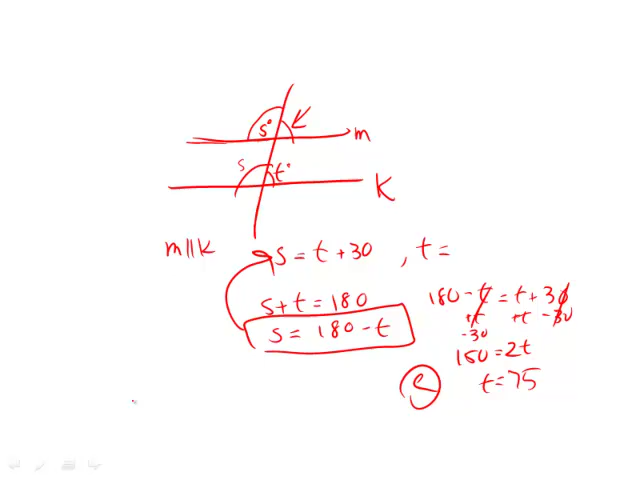 s°
m
s t°
K
m||k s = t + 30 , t =
s + t = 180
s = 180 - t
180 - t = t + 30
+t +t -30
-30
150 = 2t
t = 75
S